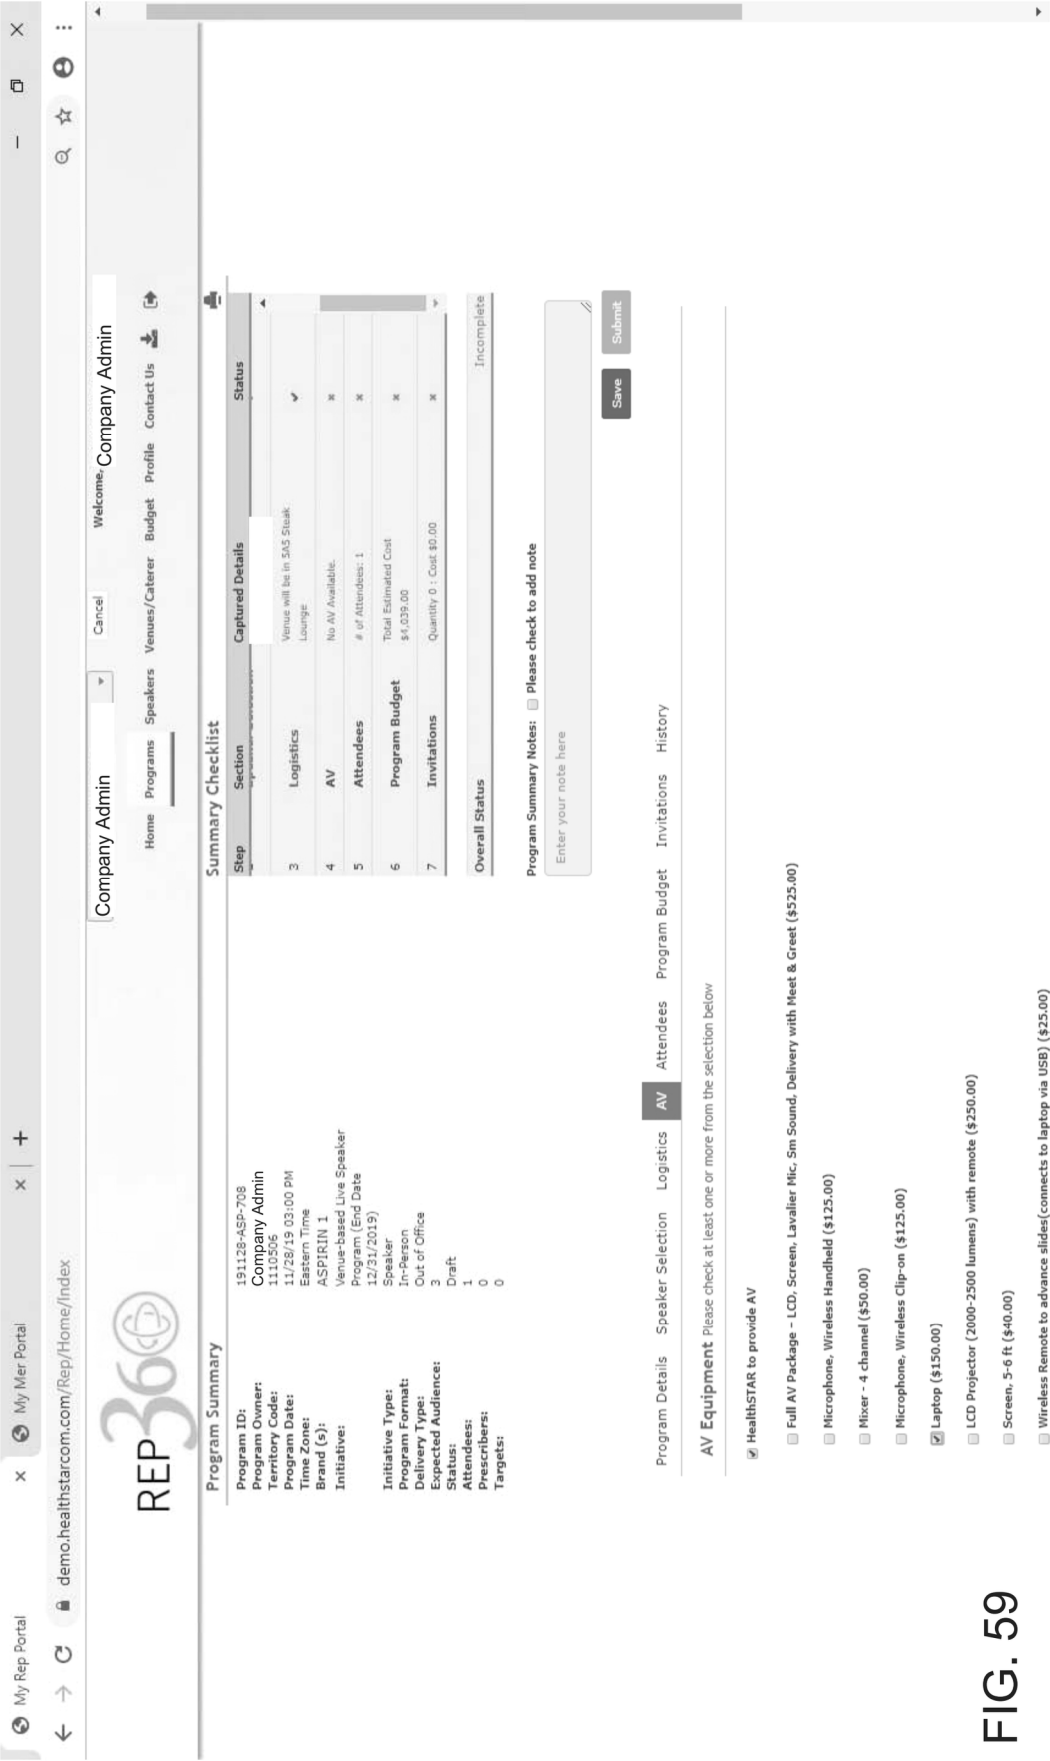 My Rep Portal
My Mer Portal
demo.healthstarcom.com/Rep/Home/Index
Company Admin
Cancel
Welcome,
Company Admin
REP360
Home Programs Speakers Venues/Caterer Budget Profile Contact Us
Program Summary
Program ID: 191128-ASP-708
Program Owner: Company Admin
Territory Code: 1110506
Program Date: 11/28/19 03:00 PM
Time Zone: Eastern Time
Brand (s): ASPIRIN 1
Initiative: Venue-based Live Speaker
Program (End Date
12/31/2019)
Initiative Type: Speaker
Program Format: In-Person
Delivery Type: Out of Office
Expected Audience: 3
Status: Draft
Attendees: 1
Prescribers: 0
Targets: 0
Summary Checklist
Step Section Captured Details Status
3 Logistics Venue will be in SAS Steak
Lounge
4 AV No AV Available.
5 Attendees # of Attendees: 1
6 Program Budget Total Estimated Cost
$4,039.00
7 Invitations Quantity 0 : Cost $0.00
Overall Status Incomplete
Program Summary Notes: Please check to add note
Enter your note here
Save Submit
Program Details Speaker Selection Logistics AV Attendees Program Budget Invitations History
AV Equipment Please check at least one or more from the selection below
HealthSTAR to provide AV
Full AV Package - LCD, Screen, Lavalier Mic, Sm Sound, Delivery with Meet & Greet ($525.00)
Microphone, Wireless Handheld ($125.00)
Mixer - 4 channel ($50.00)
Microphone, Wireless Clip-on ($125.00)
Laptop ($150.00)
LCD Projector (2000-2500 lumens) with remote ($250.00)
Screen, 5-6 ft ($40.00)
Wireless Remote to advance slides(connects to laptop via USB) ($25.00)
FIG. 59